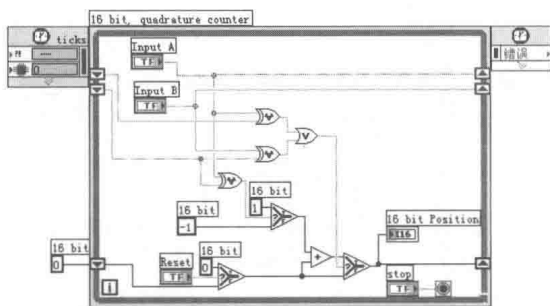 16 bit, quadrature counter
ticks
错误
Input A
TF
Input B
TF
0
16 bit
1
16 bit
-1
16 bit Position
I16
16 bit
0
16 bit
0
Reset
TF
stop
TF
i